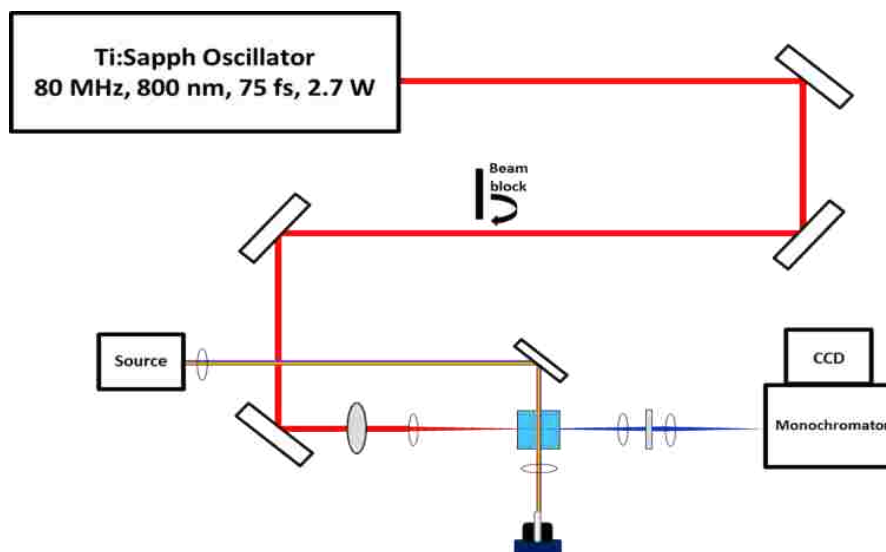 Ti:Sapph Oscillator
80 MHz, 800 nm, 75 fs, 2.7 W
Beam
block
Source
CCD
Monochromator